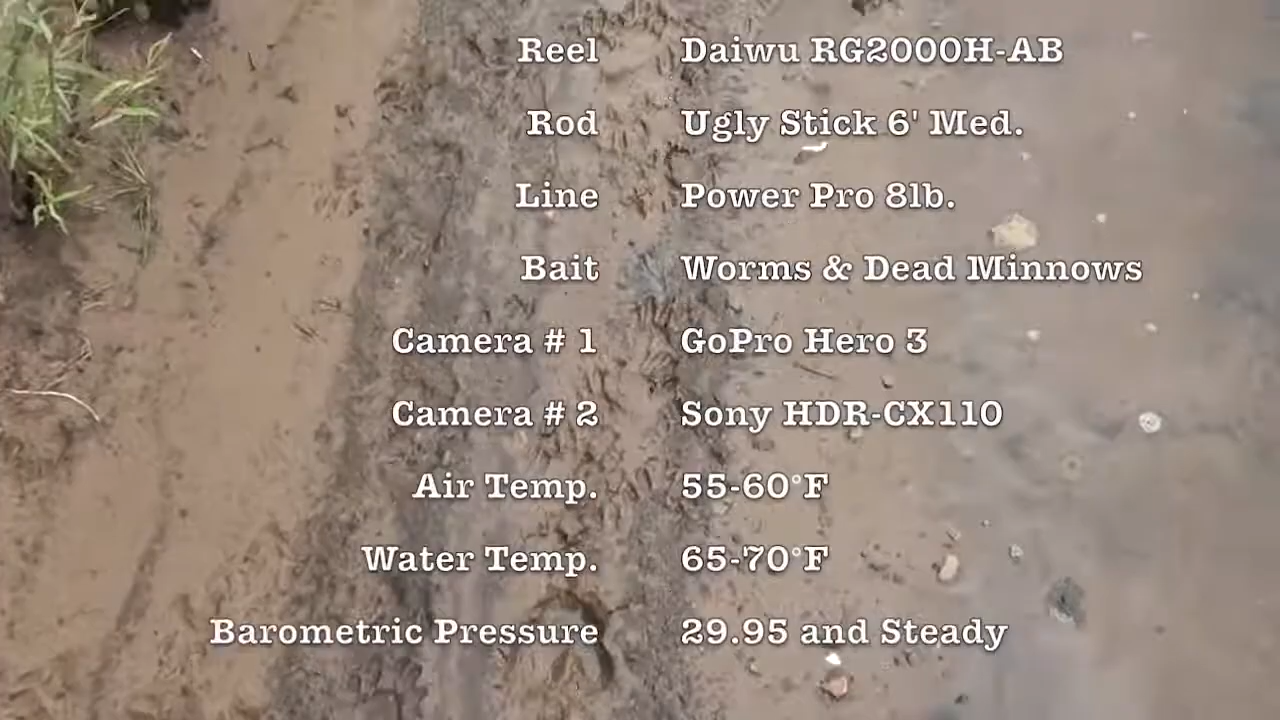 Reel Daiwu RG2000H-AB
Rod Ugly Stick 6' Med.
Line Power Pro 8lb.
Bait Worms & Dead Minnows
Camera # 1 GoPro Hero 3
Camera # 2 Sony HDR-CX110
Air Temp. 55-60°F
Water Temp. 65-70°F
Barometric Pressure 29.95 and Steady